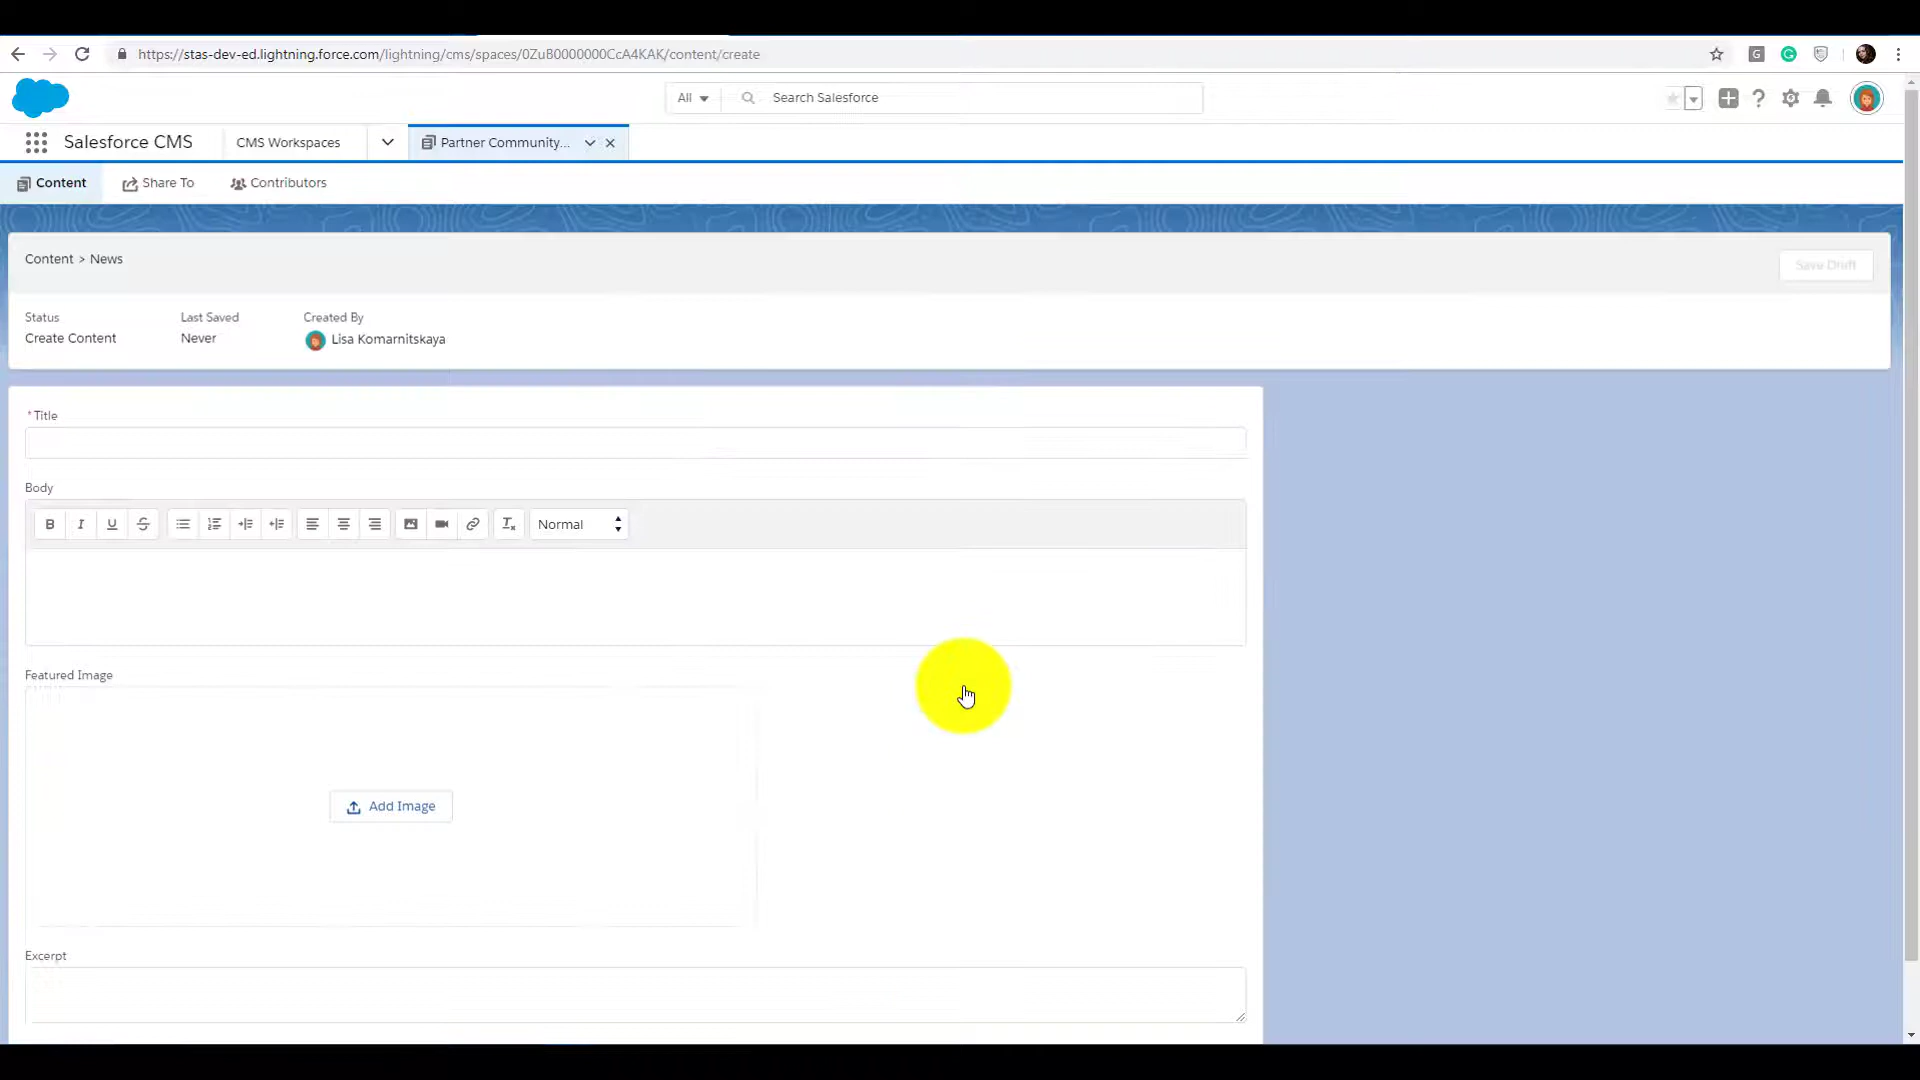 https://stas-dev-ed.lightning.force.com/lightning/cms/spaces/0ZuB0000000CcA4KAK/content/create
All
Search Salesforce
Salesforce CMS
CMS Workspaces
Partner Community...
Content
Share To
Contributors
Content > News
Save Draft
Status
Last Saved
Created By
Create Content
Never
Lisa Komarnitskaya
*Title
Body
B I U S
Normal
Featured Image
Add Image
Excerpt